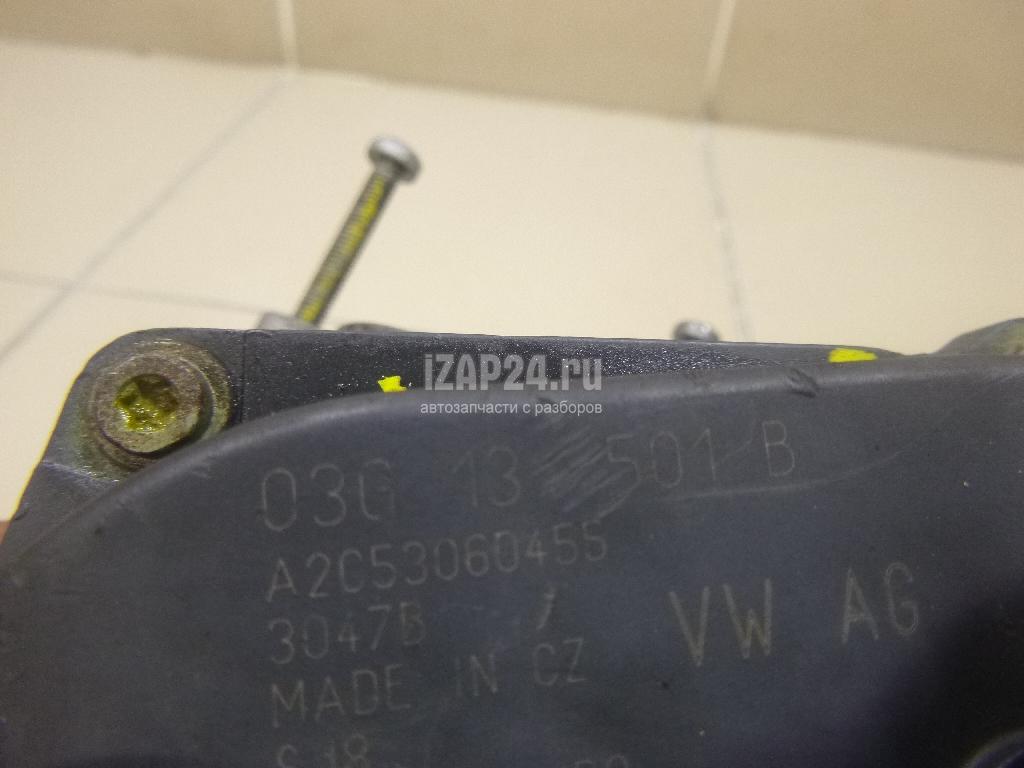 iZAP24.ru
автозапчасти с разборов
03G 13 501 B
A2C53060455
3047B
VW AG
MADE IN CZ